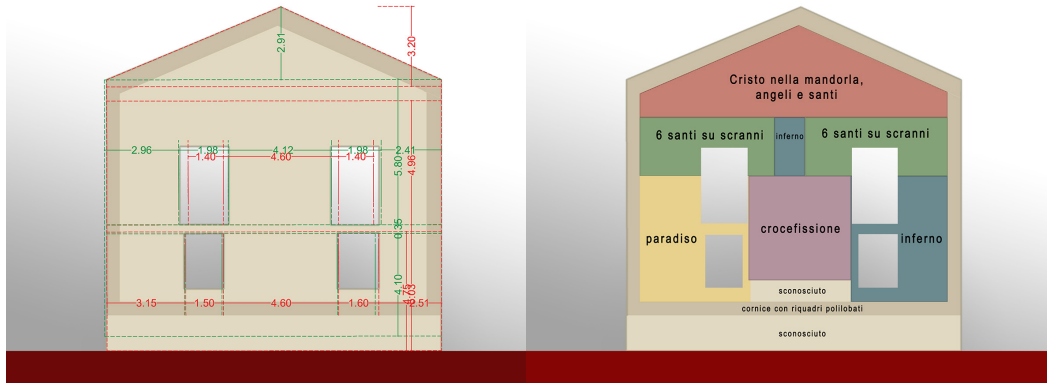 2.91
3.20
2.96
1.98
4.12
1.98
2.41
1.40
4.60
1.40
5.80
4.96
0.35
4.10
3.15
1.50
4.60
1.60
2.51
Cristo nella mandorla,
angeli e santi
6 santi su scranni
inferno
6 santi su scranni
paradiso
crocefissione
inferno
sconosciuto
cornice con riquadri polilobati
sconosciuto